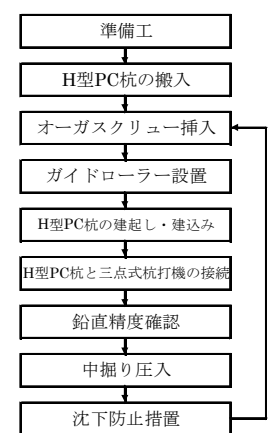 準備工
H型PC杭の搬入
オーガスクリュー挿入
ガイドローラー設置
H型PC杭の建起し・建込み
H型PC杭と三点式杭打機の接続
鉛直精度確認
中掘り圧入
沈下防止措置